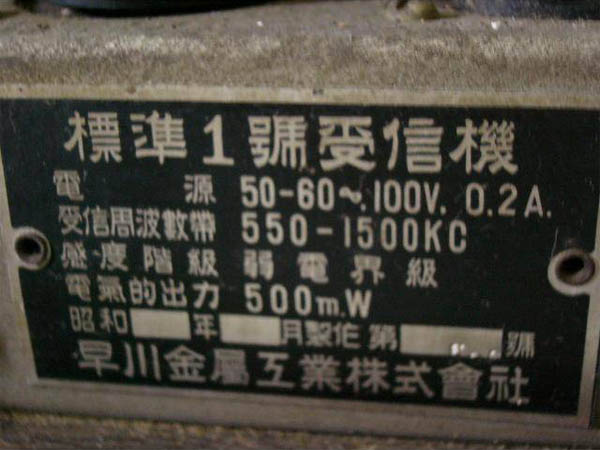 標準1號受信機
電源 50-60～.100V. 0.2A.
受信周波數帶 550-1500KC
感度階級 弱電界級
電氣的出力 500m.W
昭和 年 月製作 第 號
早川金屬工業株式會社